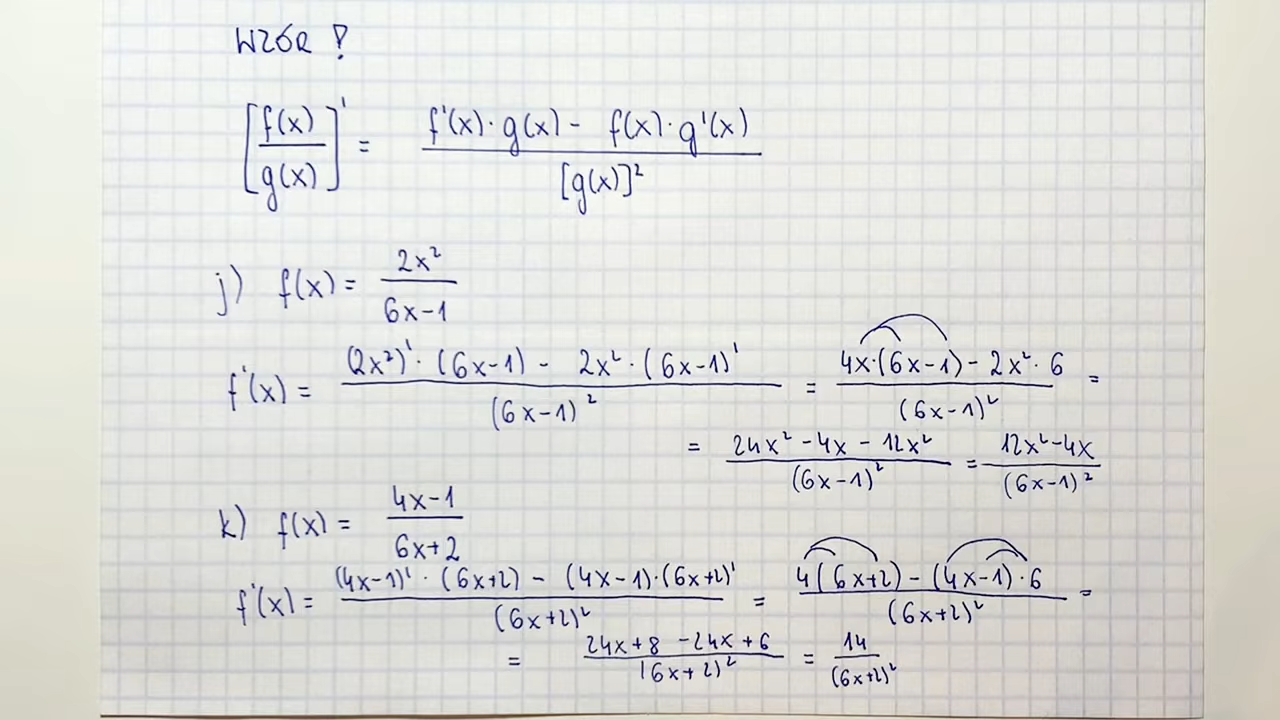 WZÓR !
[f(x)/g(x)]' = (f'(x)·g(x) - f(x)·g'(x))/[g(x)]²
j) f(x) = 2x²/(6x-1)
f'(x) = ((2x²)'·(6x-1) - 2x²·(6x-1)')/(6x-1)² = (4x·(6x-1) - 2x²·6)/(6x-1)² =
= (24x² - 4x - 12x²)/(6x-1)² = (12x² - 4x)/(6x-1)²
k) f(x) = (4x-1)/(6x+2)
f'(x) = ((4x-1)'·(6x+2) - (4x-1)·(6x+2)')/(6x+2)² = (4(6x+2) - (4x-1)·6)/(6x+2)² =
= (24x + 8 - 24x + 6)/(6x+2)² = 14/(6x+2)²